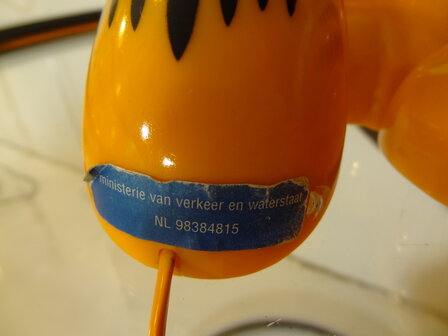 ministerie van verkeer en waterstaat
NL 98384815